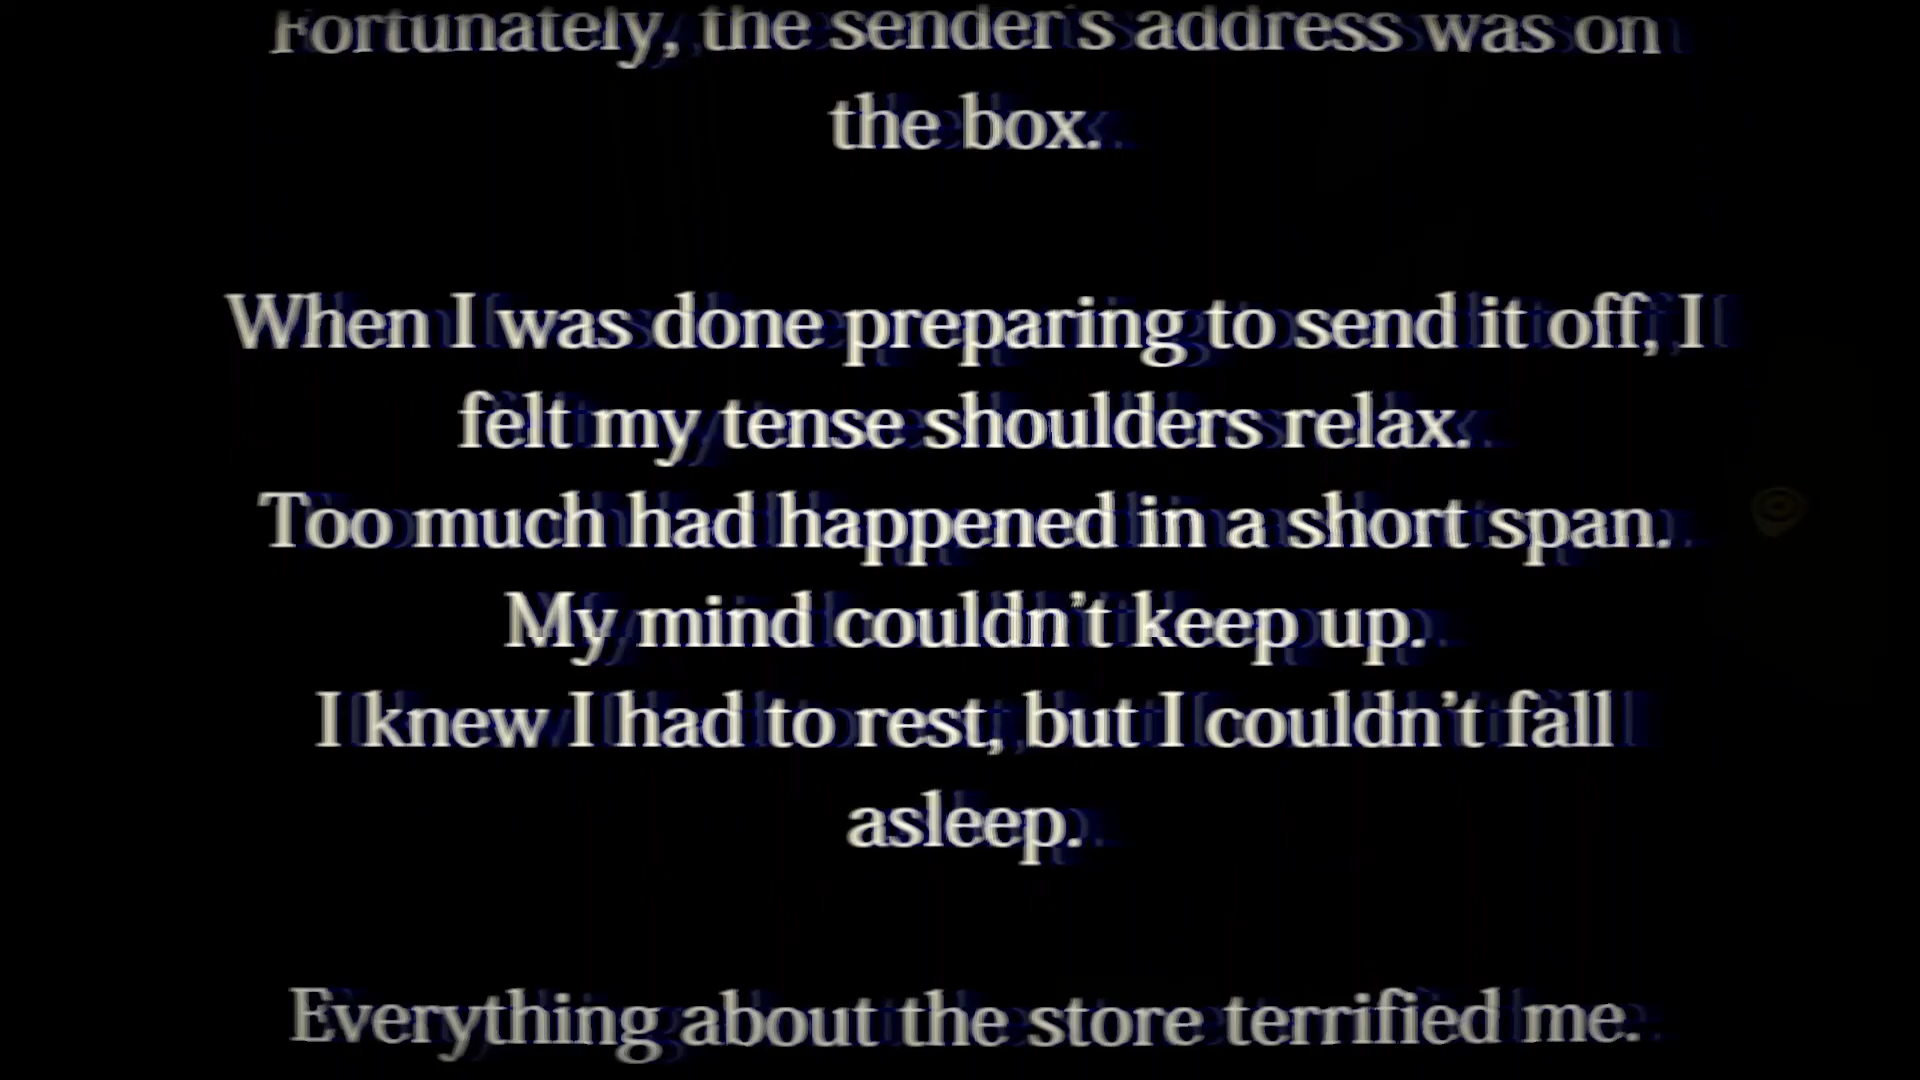 Fortunately, the sender's address was on
the box.
When I was done preparing to send it off, I
felt my tense shoulders relax.
Too much had happened in a short span.
My mind couldn’t keep up.
I knew I had to rest, but I couldn’t fall
asleep.
Everything about the store terrified me.